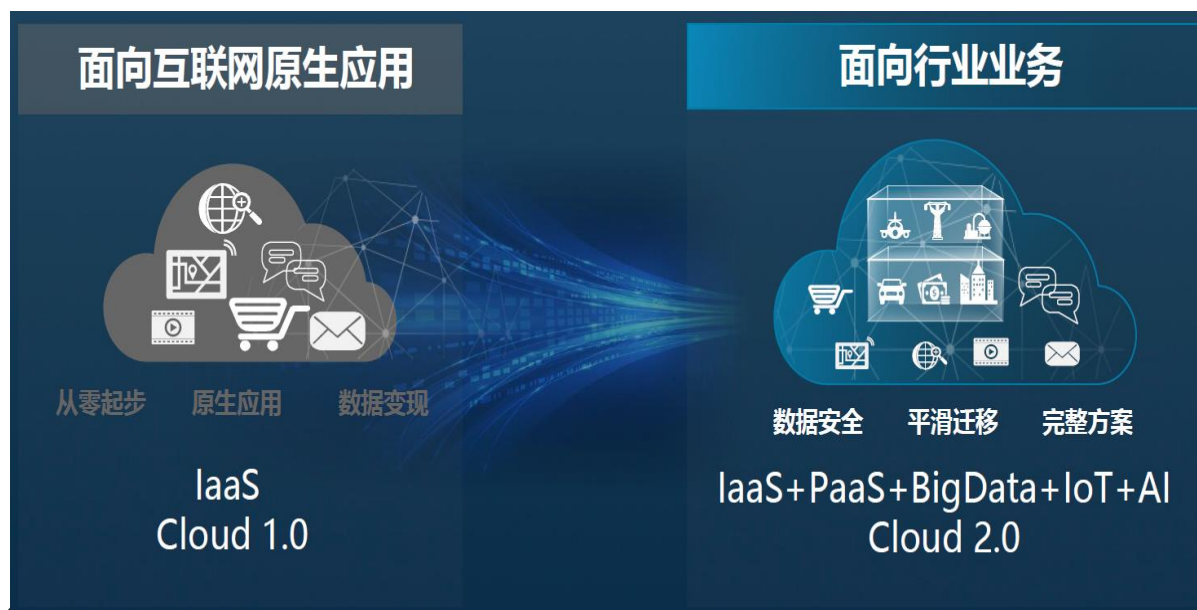 面向互联网原生应用
从零起步 原生应用 数据变现
IaaS
Cloud 1.0
面向行业业务
数据安全 平滑迁移 完整方案
IaaS+PaaS+BigData+IoT+AI
Cloud 2.0